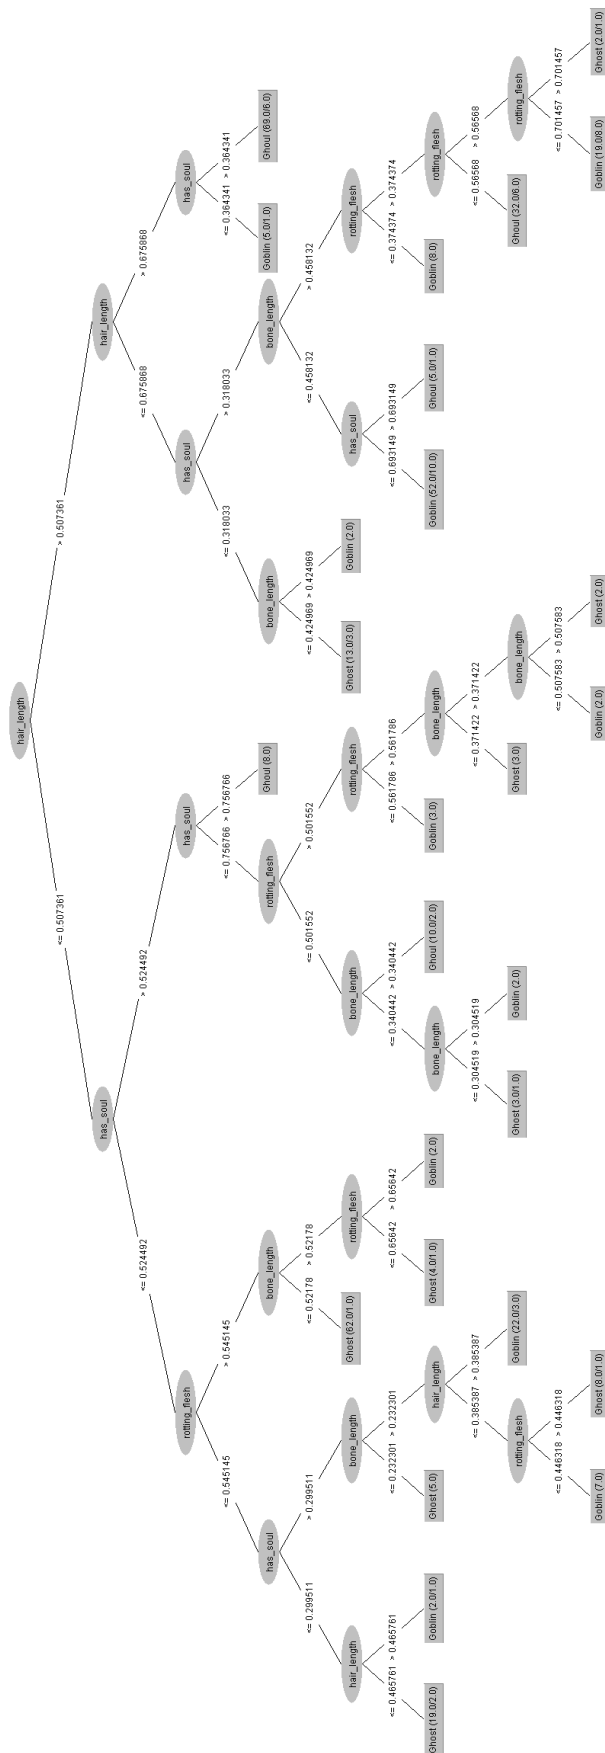 hair_length
<= 0.507361
> 0.507361
has_soul
hair_length
<= 0.524492
> 0.524492
<= 0.675868
> 0.675868
rotting_flesh
has_soul
has_soul
has_soul
<= 0.545145
> 0.545145
<= 0.756766
> 0.756766
<= 0.318033
> 0.318033
<= 0.364341
> 0.364341
has_soul
bone_length
rotting_flesh
Ghoul (8.0)
bone_length
bone_length
Goblin (5.0/1.0)
Ghoul (69.0/6.0)
<= 0.299511
> 0.299511
<= 0.52178
> 0.52178
<= 0.501552
> 0.501552
<= 0.424969
> 0.424969
<= 0.458132
> 0.458132
hair_length
bone_length
Ghost (62.0/1.0)
rotting_flesh
bone_length
rotting_flesh
Ghost (13.0/3.0)
Goblin (2.0)
has_soul
rotting_flesh
<= 0.465761
> 0.465761
<= 0.232301
> 0.232301
<= 0.65642
> 0.65642
<= 0.340442
> 0.340442
<= 0.561786
> 0.561786
<= 0.693149
> 0.693149
<= 0.374374
> 0.374374
Ghost (19.0/2.0)
Goblin (2.0/1.0)
Ghost (5.0)
hair_length
Ghost (4.0/1.0)
Goblin (2.0)
bone_length
Ghoul (10.0/2.0)
Goblin (3.0)
bone_length
Goblin (52.0/10.0)
Ghoul (5.0/1.0)
Goblin (8.0)
rotting_flesh
<= 0.385387
> 0.385387
<= 0.304519
> 0.304519
<= 0.371422
> 0.371422
<= 0.56568
> 0.56568
rotting_flesh
Goblin (22.0/3.0)
Ghost (3.0/1.0)
Goblin (2.0)
Ghost (3.0)
bone_length
Ghoul (32.0/6.0)
rotting_flesh
<= 0.446318
> 0.446318
<= 0.507583
> 0.507583
<= 0.701457
> 0.701457
Goblin (7.0)
Ghost (8.0/1.0)
Goblin (2.0)
Ghost (2.0)
Goblin (19.0/8.0)
Ghost (2.0/1.0)